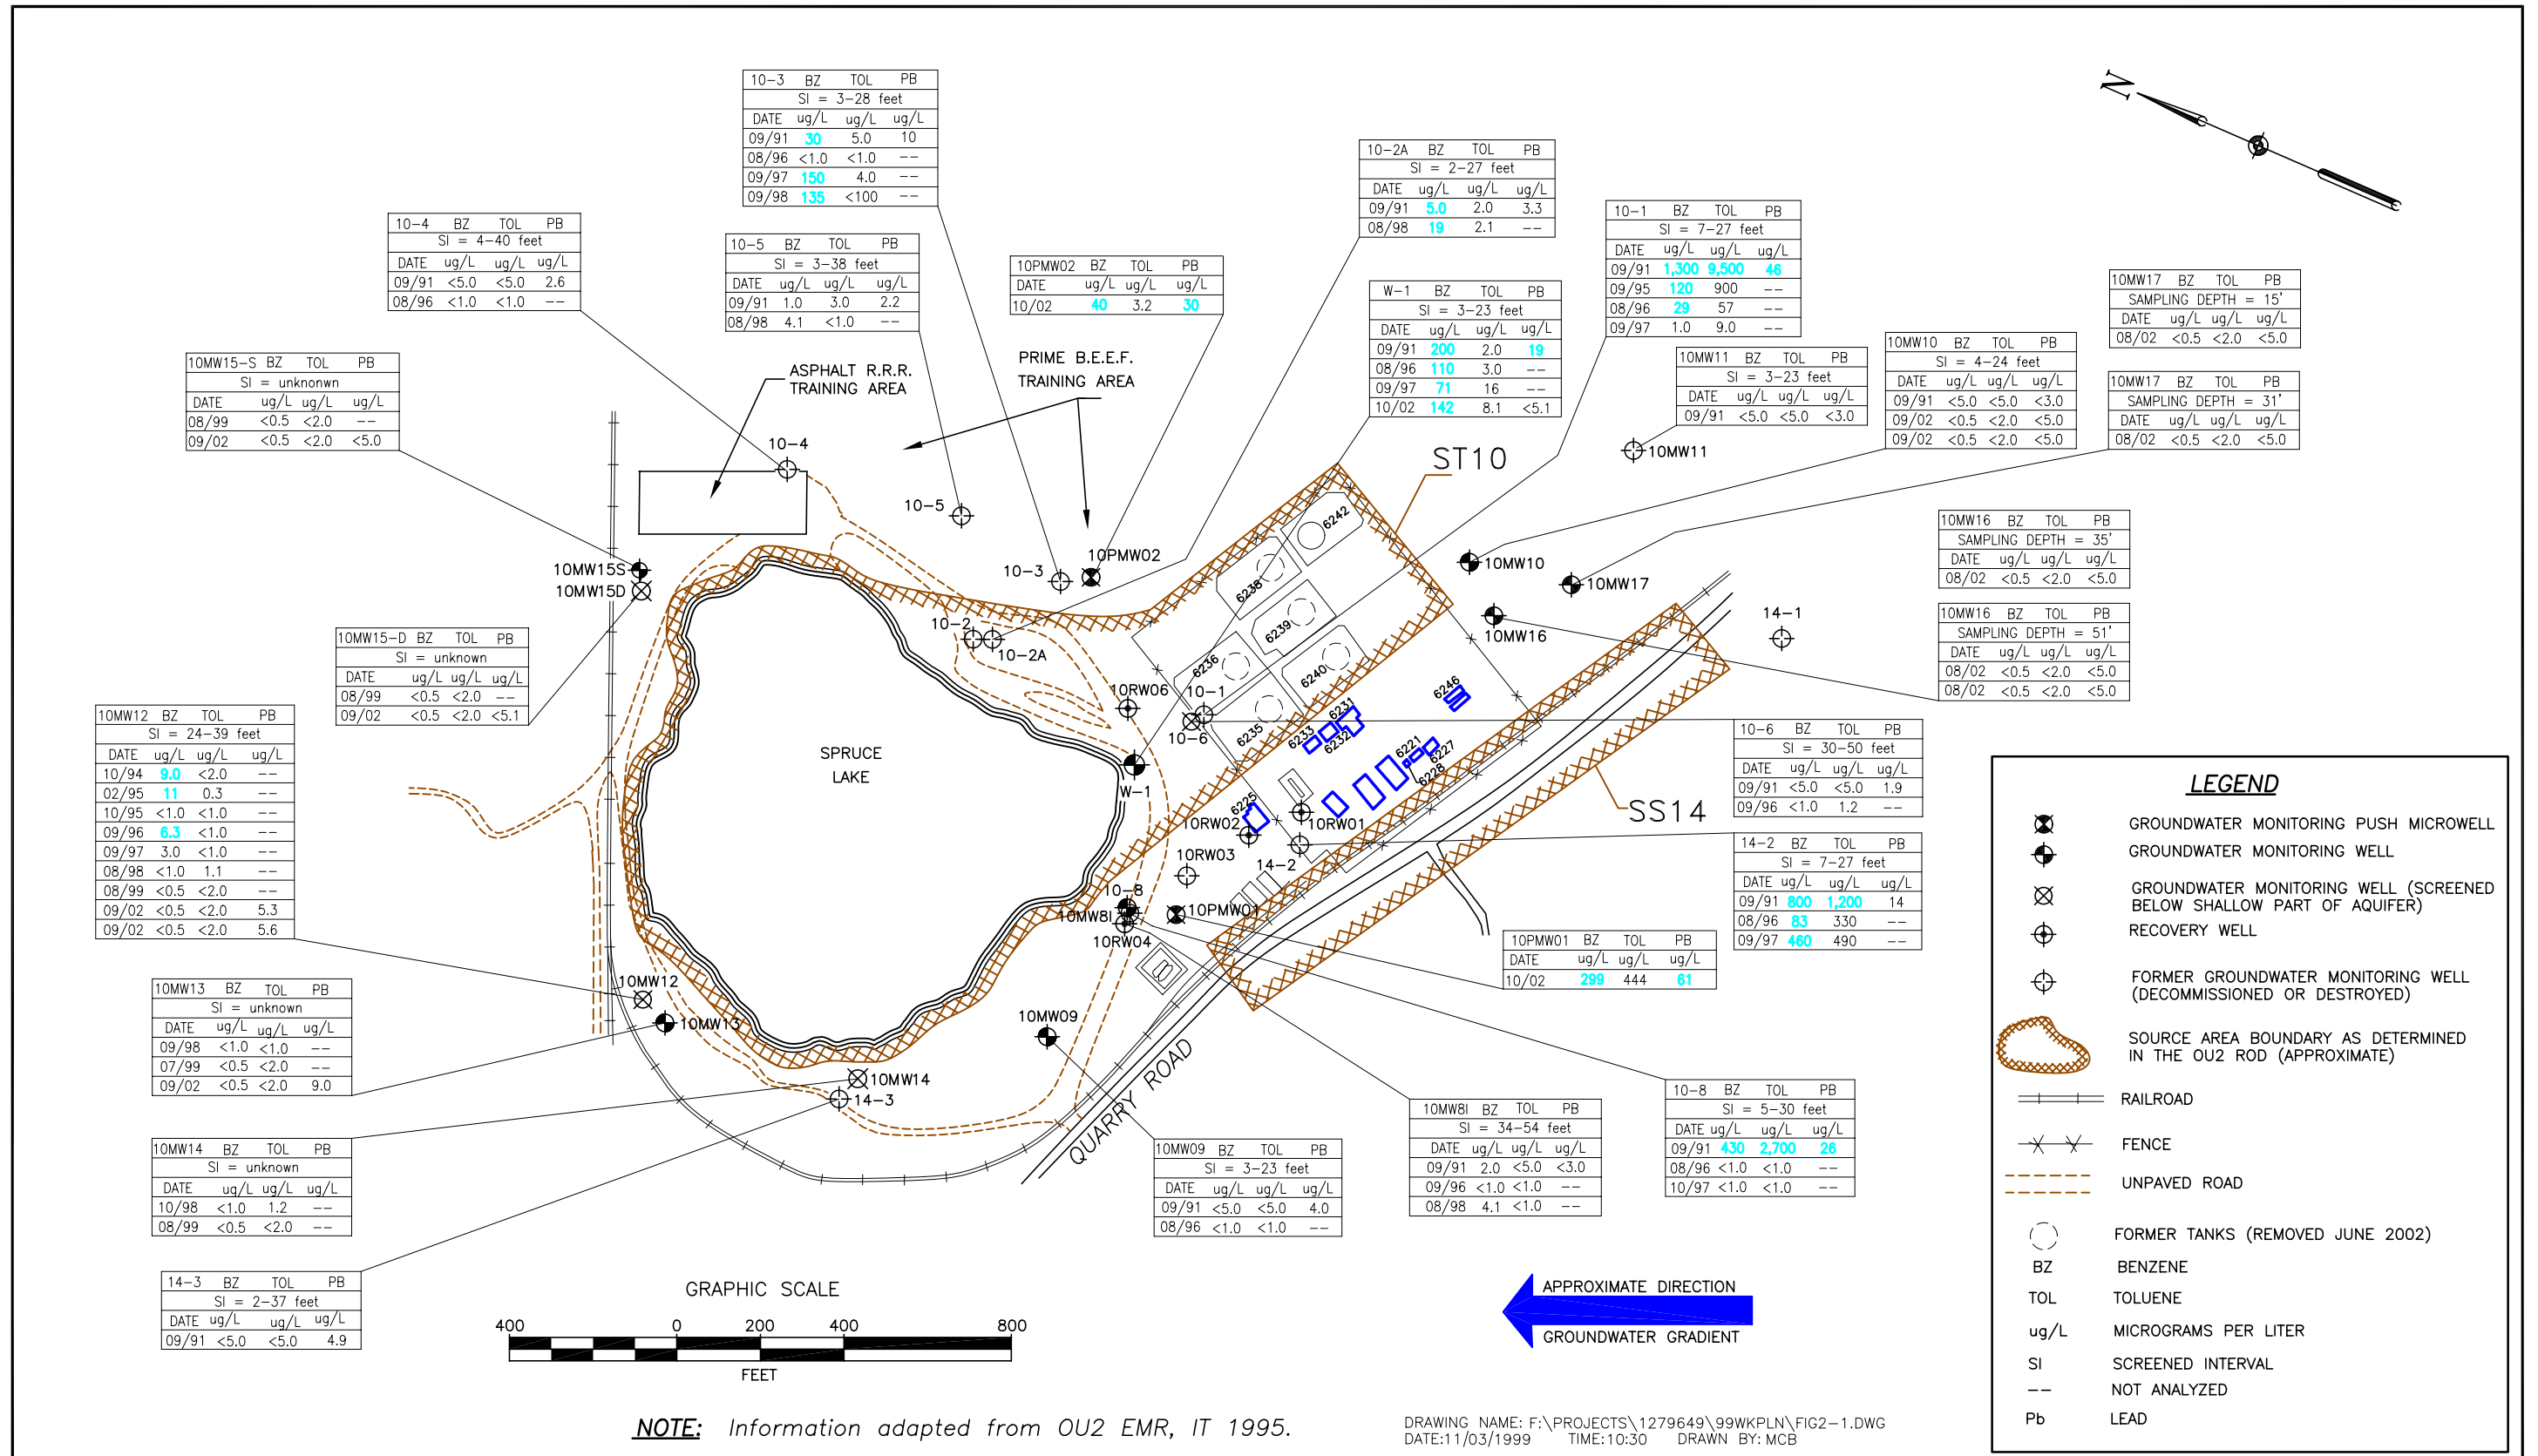 10-3 BZ TOL PB
SI = 3-28 feet
DATE ug/L ug/L ug/L
09/91 30 5.0 10
08/96 <1.0 <1.0 --
09/97 150 4.0 --
09/98 135 <100 --
10-2A BZ TOL PB
SI = 2-27 feet
DATE ug/L ug/L ug/L
09/91 5.0 2.0 3.3
08/98 19 2.1 --
N
10-4 BZ TOL PB
SI = 4-40 feet
DATE ug/L ug/L ug/L
09/91 <5.0 <5.0 2.6
08/96 <1.0 <1.0 --
10-5 BZ TOL PB
SI = 3-38 feet
DATE ug/L ug/L ug/L
09/91 1.0 3.0 2.2
08/98 4.1 <1.0 --
10PMW02 BZ TOL PB
DATE ug/L ug/L ug/L
10/02 40 3.2 30
W-1 BZ TOL PB
SI = 3-23 feet
DATE ug/L ug/L ug/L
09/91 200 2.0 19
08/96 110 3.0 --
09/97 71 16 --
10/02 142 8.1 <5.1
10-1 BZ TOL PB
SI = 7-27 feet
DATE ug/L ug/L ug/L
09/91 1,300 9,500 46
09/95 120 900 --
08/96 29 57 --
09/97 1.0 9.0 --
10MW11 BZ TOL PB
SI = 3-23 feet
DATE ug/L ug/L ug/L
09/91 <5.0 <5.0 <3.0
10MW10 BZ TOL PB
SI = 4-24 feet
DATE ug/L ug/L ug/L
09/91 <5.0 <5.0 <3.0
09/02 <0.5 <2.0 <5.0
09/02 <0.5 <2.0 <5.0
10MW17 BZ TOL PB
SAMPLING DEPTH = 15'
DATE ug/L ug/L ug/L
08/02 <0.5 <2.0 <5.0
10MW17 BZ TOL PB
SAMPLING DEPTH = 31'
DATE ug/L ug/L ug/L
08/02 <0.5 <2.0 <5.0
10MW15-S BZ TOL PB
SI = unknonwn
DATE ug/L ug/L ug/L
08/99 <0.5 <2.0 --
09/02 <0.5 <2.0 <5.0
ASPHALT R.R.R.
TRAINING AREA
PRIME B.E.E.F.
TRAINING AREA
10MW16 BZ TOL PB
SAMPLING DEPTH = 35'
DATE ug/L ug/L ug/L
08/02 <0.5 <2.0 <5.0
10MW16 BZ TOL PB
SAMPLING DEPTH = 51'
DATE ug/L ug/L ug/L
08/02 <0.5 <2.0 <5.0
08/02 <0.5 <2.0 <5.0
10MW15-D BZ TOL PB
SI = unknown
DATE ug/L ug/L ug/L
08/99 <0.5 <2.0 --
09/02 <0.5 <2.0 <5.1
10MW12 BZ TOL PB
SI = 24-39 feet
DATE ug/L ug/L ug/L
10/94 9.0 <2.0 --
02/95 11 0.3 --
10/95 <1.0 <1.0 --
09/96 6.3 <1.0 --
09/97 3.0 <1.0 --
08/98 <1.0 1.1 --
08/99 <0.5 <2.0 --
09/02 <0.5 <2.0 5.3
09/02 <0.5 <2.0 5.6
10-4
10-5
10-3
10PMW02
10MW15S
10MW15D
10-2
10-2A
ST10
10MW11
10MW10
10MW17
10MW16
14-1
6242
6238
6239
6236
6240
6235
6246
6231
6233
6232
6221
6227
6228
6225
10RW06
10-1
10-6
SPRUCE
LAKE
W-1
10RW02
10RW01
SS14
10RW03
14-2
10-8
10MW8I
10PMW01
10RW04
10MW12
10MW13
10MW09
10MW14
14-3
QUARRY ROAD
10-6 BZ TOL PB
SI = 30-50 feet
DATE ug/L ug/L ug/L
09/91 <5.0 <5.0 1.9
09/96 <1.0 1.2 --
14-2 BZ TOL PB
SI = 7-27 feet
DATE ug/L ug/L ug/L
09/91 800 1,200 14
08/96 83 330 --
09/97 460 490 --
10PMW01 BZ TOL PB
DATE ug/L ug/L ug/L
10/02 299 444 61
10MW13 BZ TOL PB
SI = unknown
DATE ug/L ug/L ug/L
09/98 <1.0 <1.0 --
07/99 <0.5 <2.0 --
09/02 <0.5 <2.0 9.0
10MW14 BZ TOL PB
SI = unknown
DATE ug/L ug/L ug/L
10/98 <1.0 1.2 --
08/99 <0.5 <2.0 --
14-3 BZ TOL PB
SI = 2-37 feet
DATE ug/L ug/L ug/L
09/91 <5.0 <5.0 4.9
10MW09 BZ TOL PB
SI = 3-23 feet
DATE ug/L ug/L ug/L
09/91 <5.0 <5.0 4.0
08/96 <1.0 <1.0 --
10MW8I BZ TOL PB
SI = 34-54 feet
DATE ug/L ug/L ug/L
09/91 2.0 <5.0 <3.0
09/96 <1.0 <1.0 --
08/98 4.1 <1.0 --
10-8 BZ TOL PB
SI = 5-30 feet
DATE ug/L ug/L ug/L
09/91 430 2,700 26
08/96 <1.0 <1.0 --
10/97 <1.0 <1.0 --
LEGEND
GROUNDWATER MONITORING PUSH MICROWELL
GROUNDWATER MONITORING WELL
GROUNDWATER MONITORING WELL (SCREENED
BELOW SHALLOW PART OF AQUIFER)
RECOVERY WELL
FORMER GROUNDWATER MONITORING WELL
(DECOMMISSIONED OR DESTROYED)
SOURCE AREA BOUNDARY AS DETERMINED
IN THE OU2 ROD (APPROXIMATE)
RAILROAD
FENCE
UNPAVED ROAD
FORMER TANKS (REMOVED JUNE 2002)
BZ BENZENE
TOL TOLUENE
ug/L MICROGRAMS PER LITER
SI SCREENED INTERVAL
-- NOT ANALYZED
Pb LEAD
GRAPHIC SCALE
400 0 200 400 800
FEET
APPROXIMATE DIRECTION
GROUNDWATER GRADIENT
NOTE: Information adapted from OU2 EMR, IT 1995.
DRAWING NAME: F:\PROJECTS\1279649\99WKPLN\FIG2-1.DWG
DATE:11/03/1999 TIME:10:30 DRAWN BY: MCB